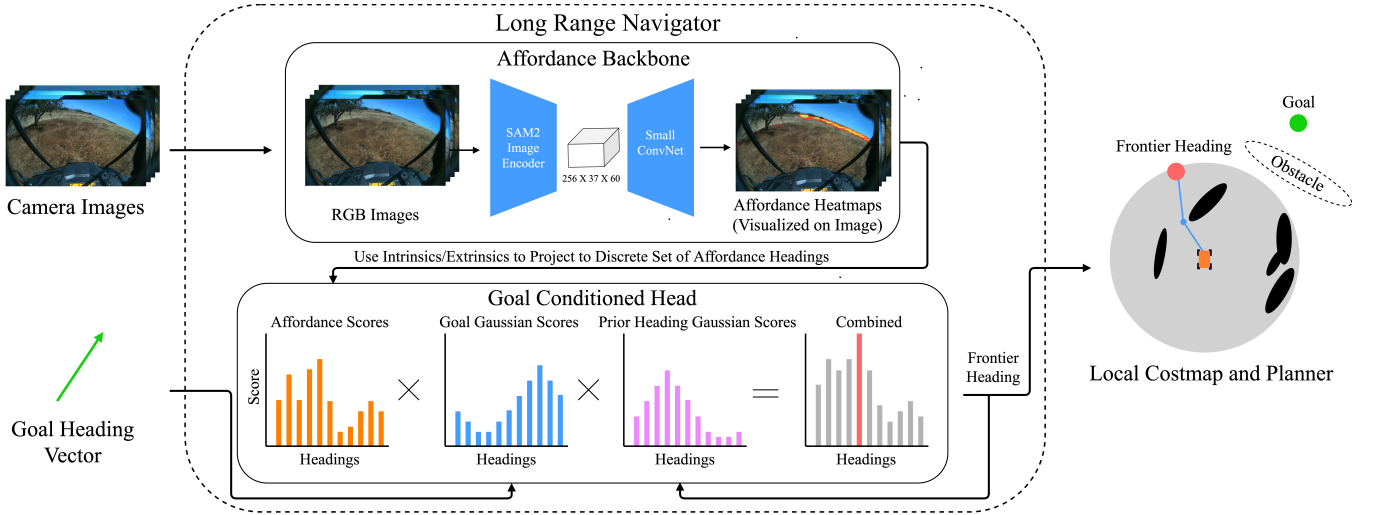 Long Range Navigator
Affordance Backbone
SAM2
Image
Encoder
256 X 37 X 60
Small
ConvNet
Camera Images
RGB Images
Affordance Heatmaps
(Visualized on Image)
Use Intrinsics/Extrinsics to Project to Discrete Set of Affordance Headings
Goal Conditioned Head
Affordance Scores
Goal Gaussian Scores
Prior Heading Gaussian Scores
Combined
Score
Headings
Headings
Headings
Headings
Goal Heading
Vector
Frontier
Heading
Goal
Frontier Heading
Obstacle
Local Costmap and Planner